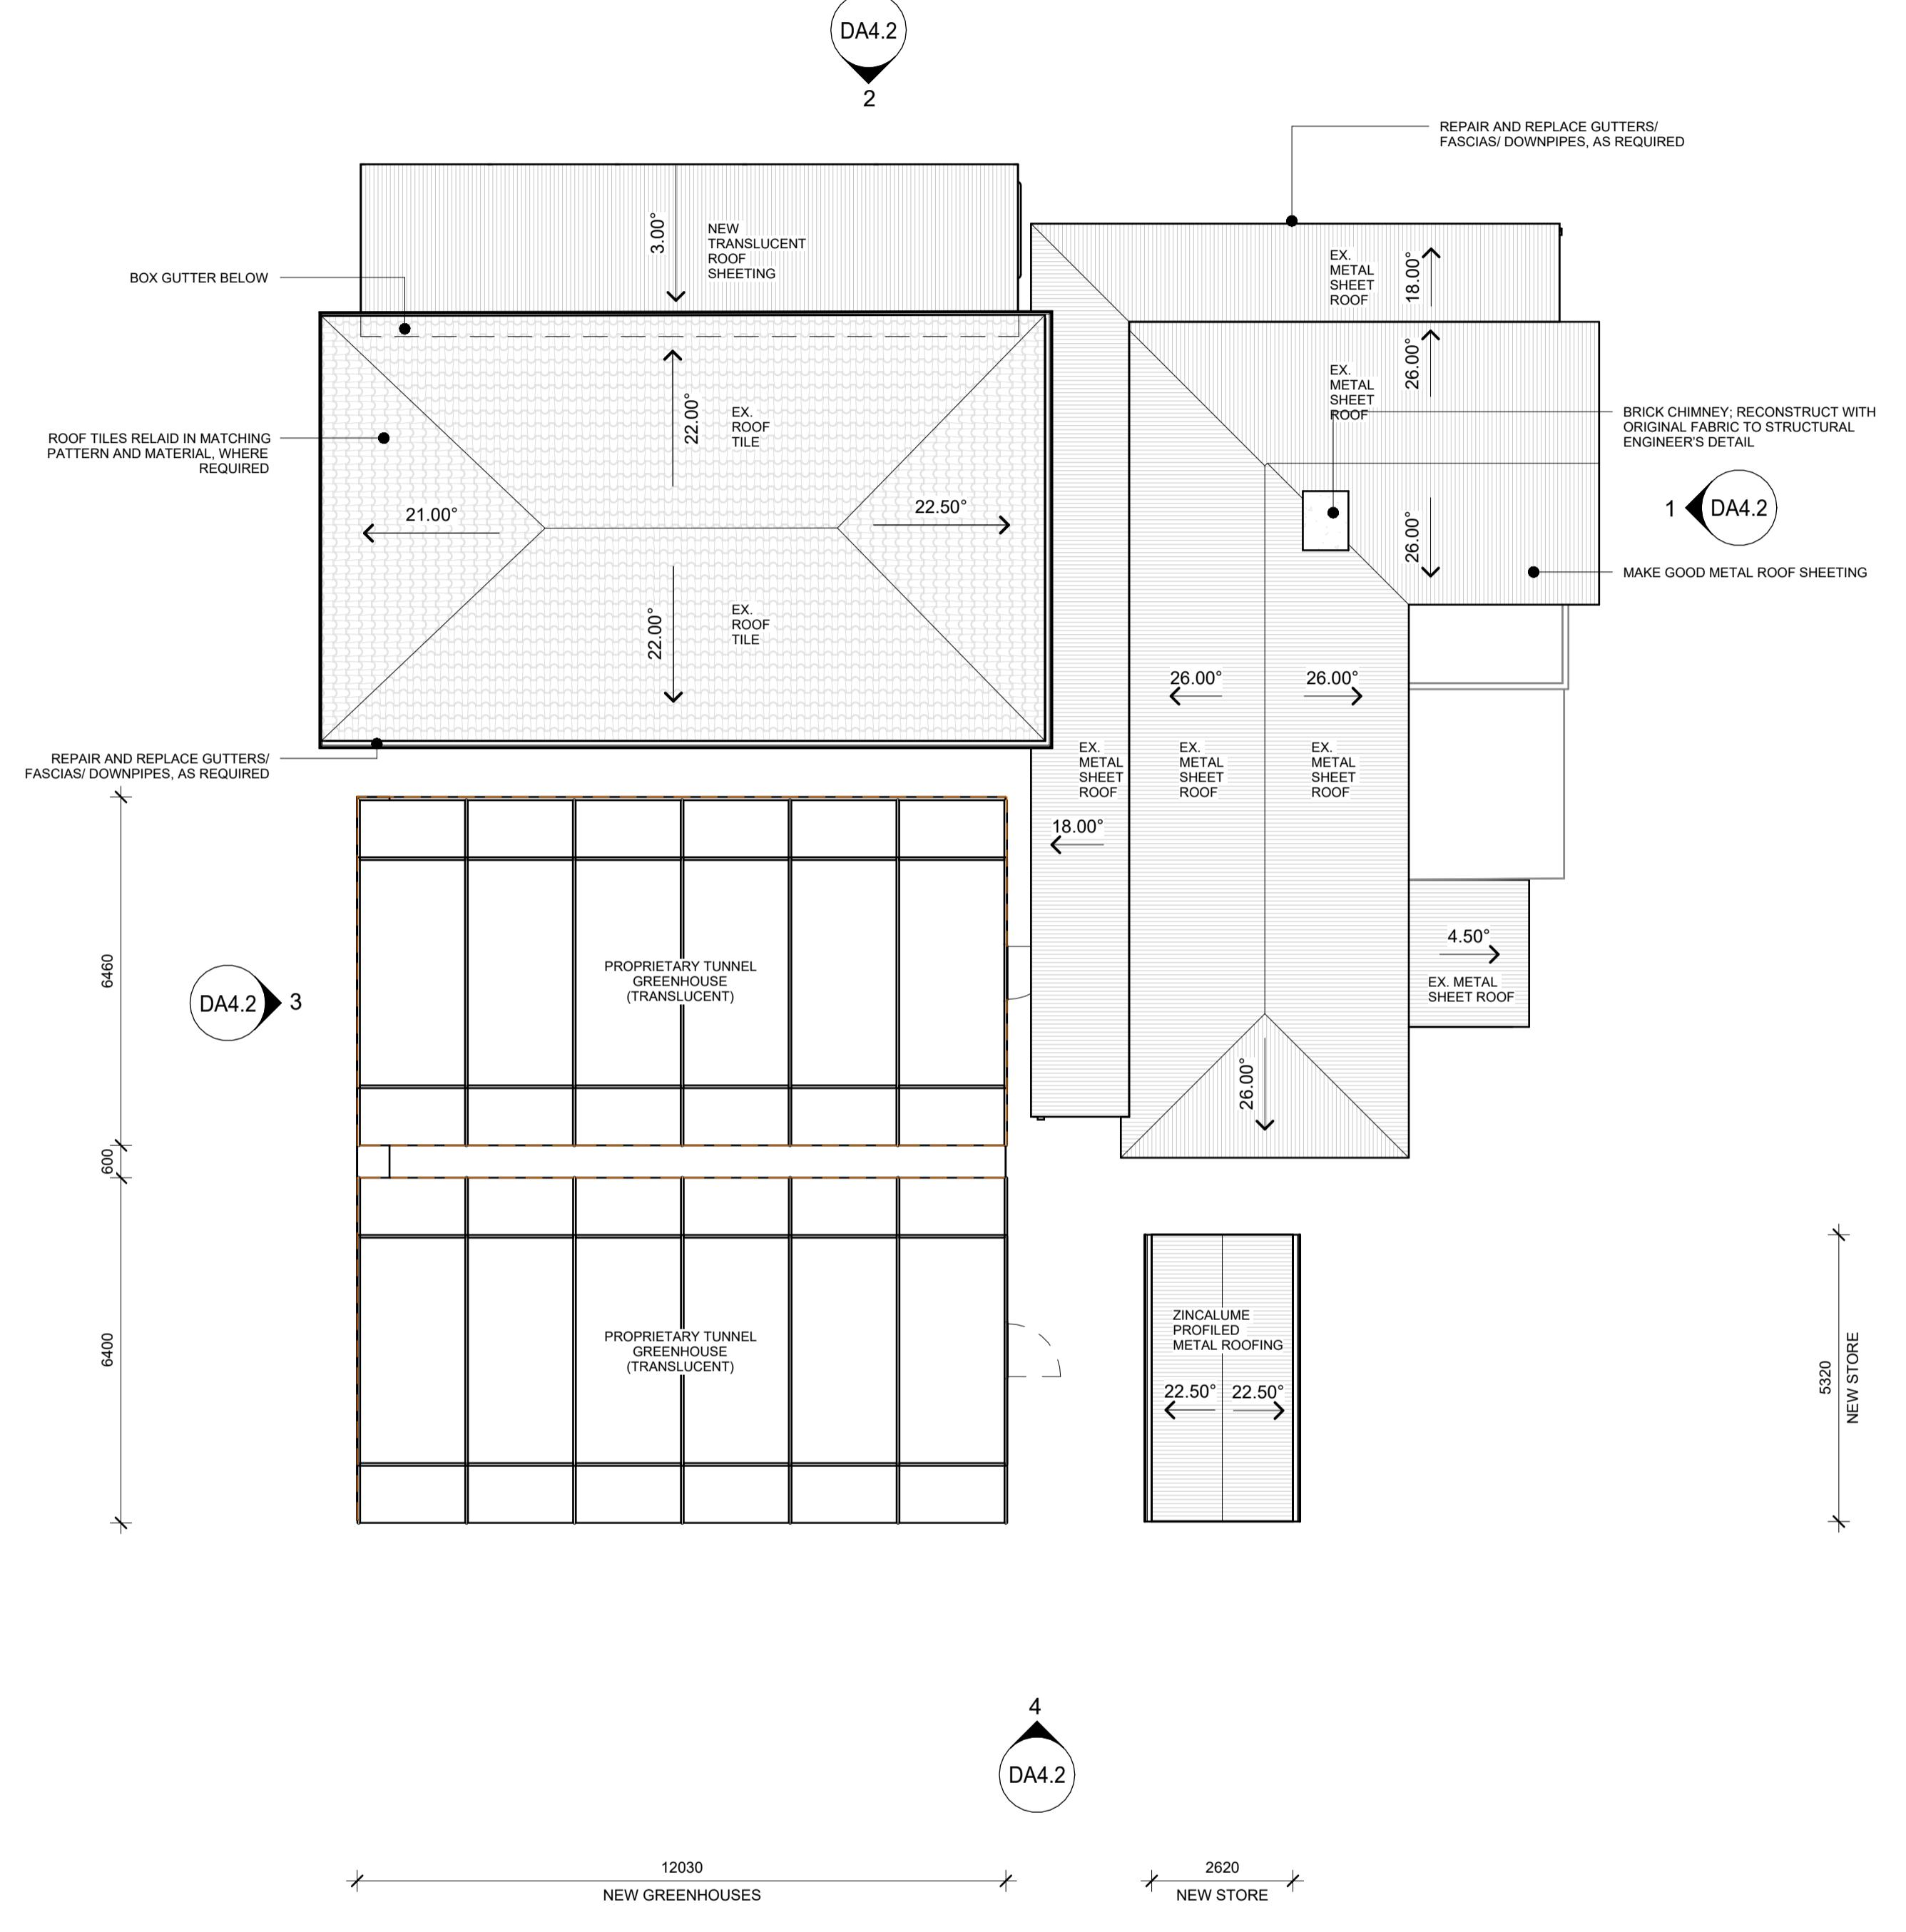 DA4.2
2
REPAIR AND REPLACE GUTTERS/
FASCIAS/ DOWNPIPES, AS REQUIRED
3.00°
NEW
TRANSLUCENT
ROOF
SHEETING
BOX GUTTER BELOW
EX.
METAL
SHEET
ROOF
18.00°
26.00°
EX.
METAL
SHEET
ROOF
BRICK CHIMNEY; RECONSTRUCT WITH
ORIGINAL FABRIC TO STRUCTURAL
ENGINEER'S DETAIL
ROOF TILES RELAID IN MATCHING
PATTERN AND MATERIAL, WHERE
REQUIRED
22.00°
EX.
ROOF
TILE
21.00°
22.50°
26.00°
1
DA4.2
MAKE GOOD METAL ROOF SHEETING
22.00°
EX.
ROOF
TILE
26.00°
26.00°
REPAIR AND REPLACE GUTTERS/
FASCIAS/ DOWNPIPES, AS REQUIRED
EX.
METAL
SHEET
ROOF
EX.
METAL
SHEET
ROOF
EX.
METAL
SHEET
ROOF
18.00°
4.50°
EX. METAL
SHEET ROOF
6460
PROPRIETARY TUNNEL
GREENHOUSE
(TRANSLUCENT)
DA4.2
3
26.00°
600
6400
PROPRIETARY TUNNEL
GREENHOUSE
(TRANSLUCENT)
ZINCALUME
PROFILED
METAL ROOFING
22.50°
22.50°
5320
NEW STORE
4
DA4.2
12030
NEW GREENHOUSES
2620
NEW STORE